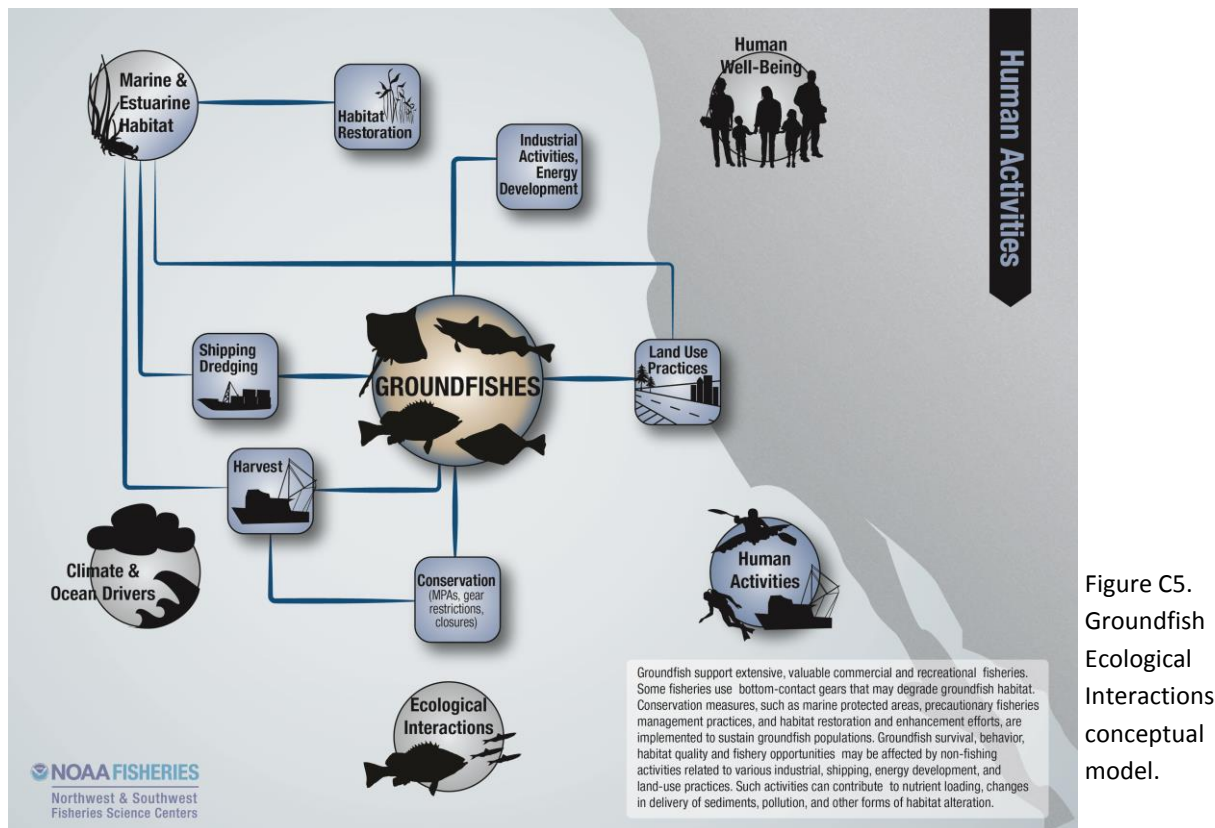 Marine &
Estuarine
Habitat
Habitat
Restoration
Industrial
Activities,
Energy
Development
Human
Well-Being
Human Activities
Shipping
Dredging
GROUNDFISHES
Land Use
Practices
Harvest
Climate &
Ocean Drivers
Conservation
(MPAs, gear
restrictions,
closures)
Human
Activities
Ecological
Interactions
Groundfish support extensive, valuable commercial and recreational fisheries.
Some fisheries use bottom-contact gears that may degrade groundfish habitat.
Conservation measures, such as marine protected areas, precautionary fisheries
management practices, and habitat restoration and enhancement efforts, are
implemented to sustain groundfish populations. Groundfish survival, behavior,
habitat quality and fishery opportunities may be affected by non-fishing
activities related to various industrial, shipping, energy development, and
land-use practices. Such activities can contribute to nutrient loading, changes
in delivery of sediments, pollution, and other forms of habitat alteration.
NOAA FISHERIES
Northwest & Southwest
Fisheries Science Centers
Figure C5.
Groundfish
Ecological
Interactions
conceptual
model.